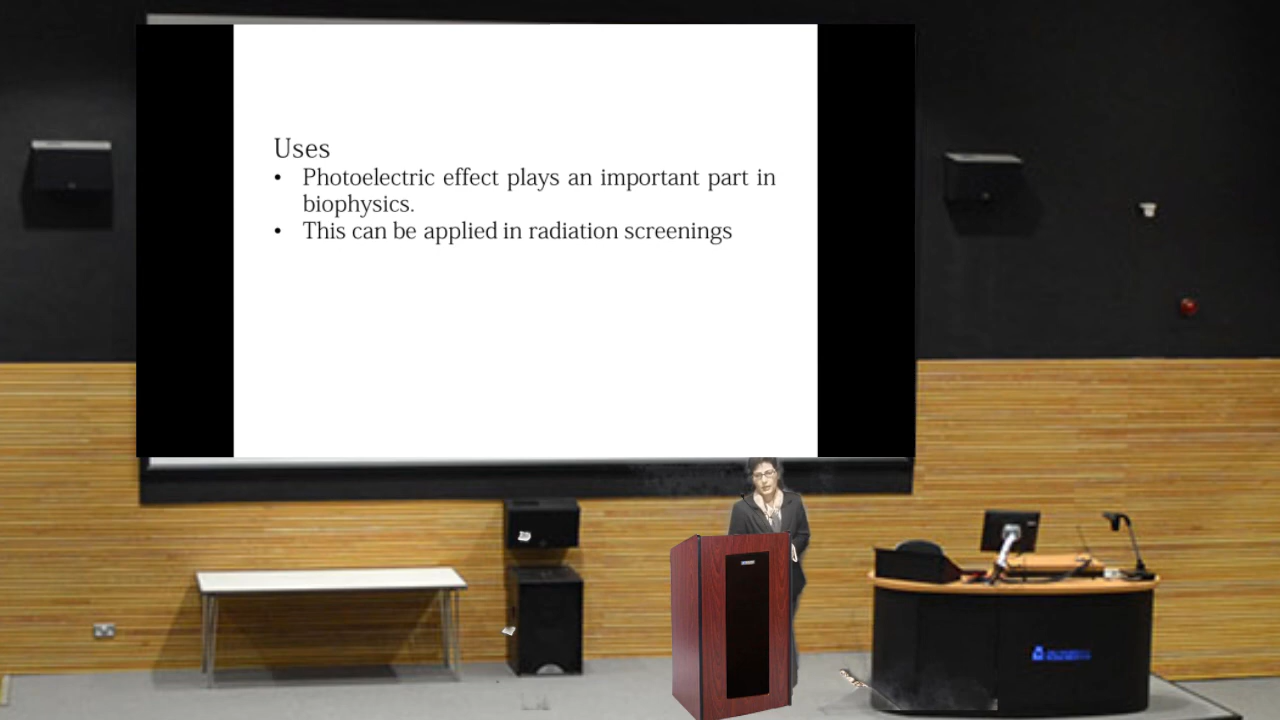 Uses
• Photoelectric effect plays an important part in
biophysics.
• This can be applied in radiation screenings